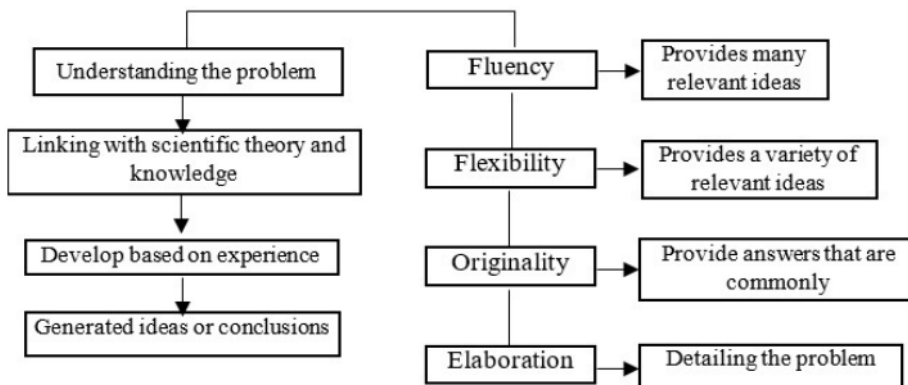 Understanding the problem
Linking with scientific theory and
knowledge
Develop based on experience
Generated ideas or conclusions
Fluency
Provides many
relevant ideas
Flexibility
Provides a variety of
relevant ideas
Originality
Provide answers that are
commonly
Elaboration
Detailing the problem